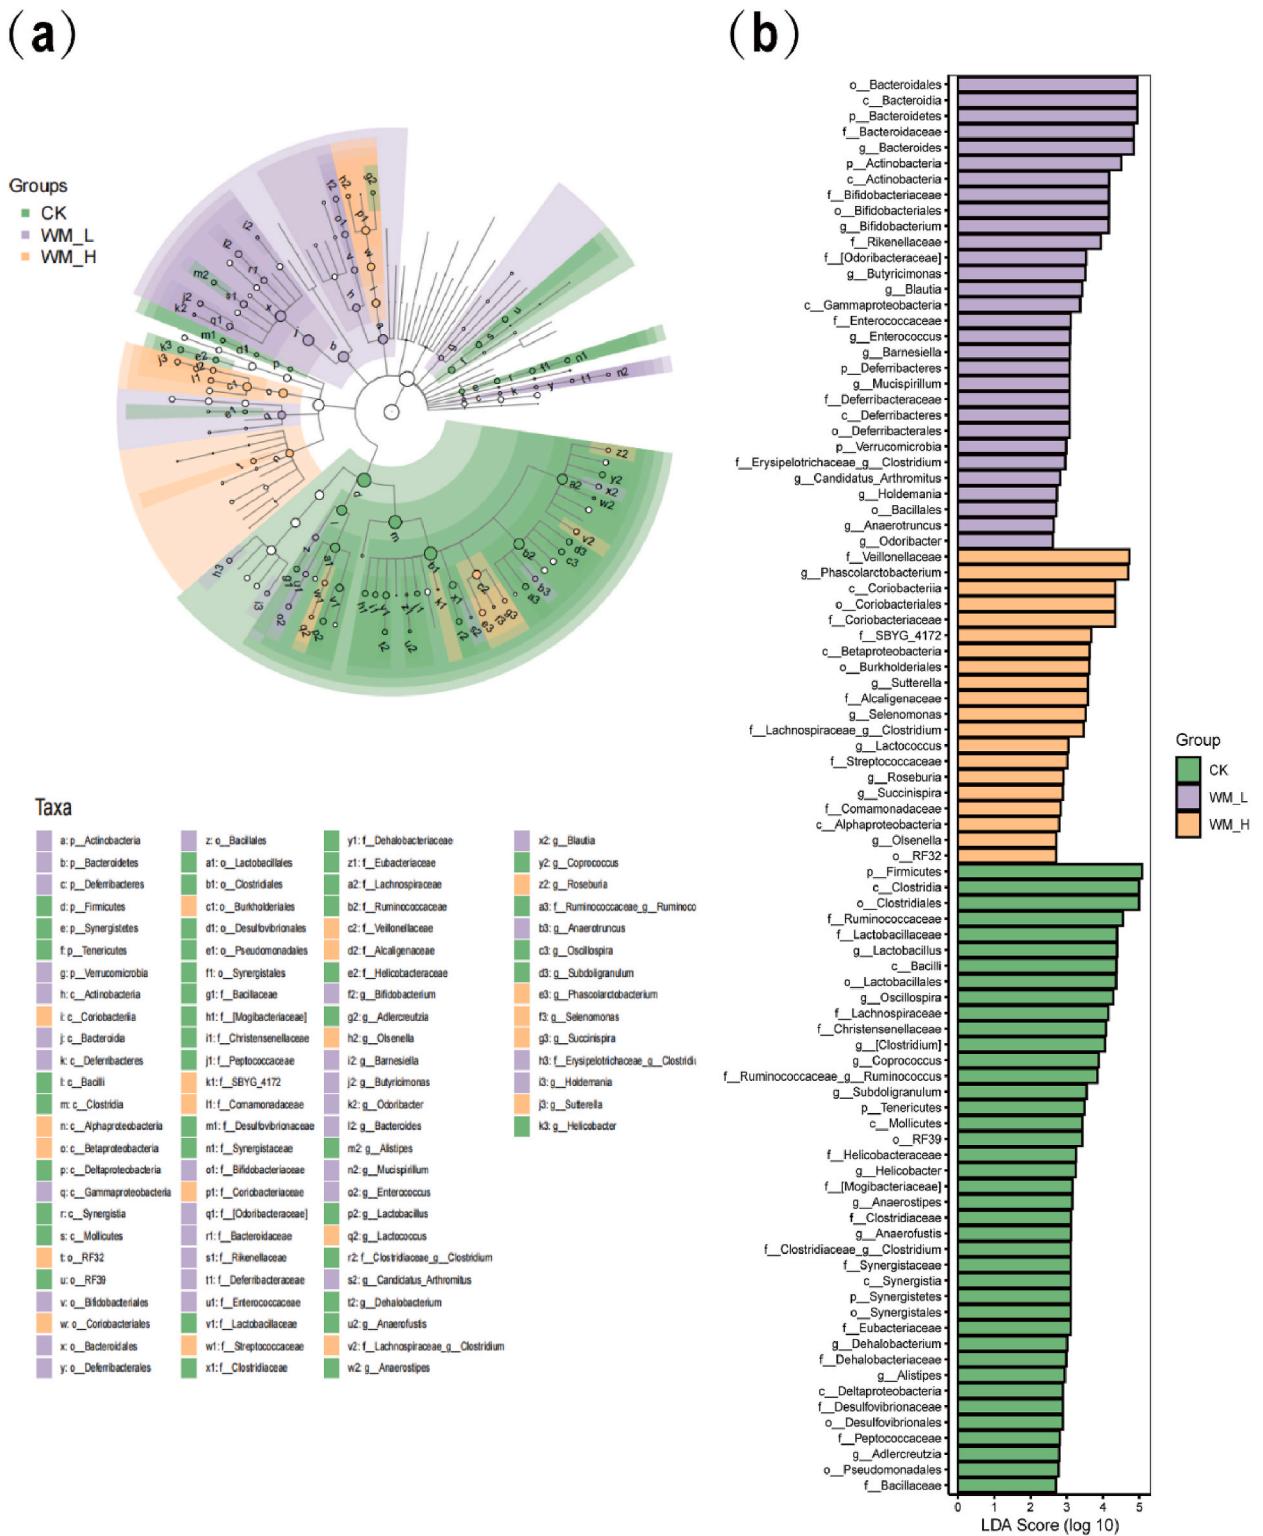 (a)
(b)
Groups
CK
WM_L
WM_H
Taxa
a: p__Actinobacteria
b: p__Bacteroidetes
c: p__Deferribacteres
d: p__Firmicutes
e: p__Synergistetes
f: p__Tenericutes
g: p__Verrucomicrobia
h: c__Actinobacteria
i: c__Coriobacteriia
j: c__Bacteroidia
k: c__Deferribacteres
l: c__Bacilli
m: c__Clostridia
n: c__Alphaproteobacteria
o: c__Betaproteobacteria
p: c__Deltaproteobacteria
q: c__Gammaproteobacteria
r: c__Synergistia
s: c__Mollicutes
t: o__RF32
u: o__RF39
v: o__Bifidobacteriales
w: o__Coriobacteriales
x: o__Bacteroidales
y: o__Deferribacterales
z: o__Bacillales
a1: o__Lactobacillales
b1: o__Clostridiales
c1: o__Burkholderiales
d1: o__Desulfovibrionales
e1: o__Pseudomonadales
f1: o__Synergistales
g1: f__Bacillaceae
h1: f__[Mogibacteriaceae]
i1: f__Christensenellaceae
j1: f__Peptococcaceae
k1: f__SBYG_4172
l1: f__Comamonadaceae
m1: f__Desulfovibrionaceae
n1: f__Synergistaceae
o1: f__Bifidobacteriaceae
p1: f__Coriobacteriaceae
q1: f__[Odoribacteraceae]
r1: f__Bacteroidaceae
s1: f__Rikenellaceae
t1: f__Deferribacteraceae
u1: f__Enterococcaceae
v1: f__Lactobacillaceae
w1: f__Streptococcaceae
x1: f__Clostridiaceae
y1: f__Dehalobacteriaceae
z1: f__Eubacteriaceae
a2: f__Lachnospiraceae
b2: f__Ruminococcaceae
c2: f__Veillonellaceae
d2: f__Alcaligenaceae
e2: f__Helicobacteraceae
f2: g__Bifidobacterium
g2: g__Adlercreutzia
h2: g__Olsenella
i2: g__Barnesiella
j2: g__Butyricimonas
k2: g__Odoribacter
l2: g__Bacteroides
m2: g__Alistipes
n2: g__Mucispirillum
o2: g__Enterococcus
p2: g__Lactobacillus
q2: g__Lactococcus
r2: f__Clostridiaceae_g__Clostridium
s2: g__Candidatus_Arthromitus
t2: g__Dehalobacterium
u2: g__Anaerofustis
v2: f__Lachnospiraceae_g__Clostridium
w2: g__Anaerostipes
x2: g__Blautia
y2: g__Coprococcus
z2: g__Roseburia
a3: f__Ruminococcaceae_g__Ruminoco
b3: g__Anaerotruncus
c3: g__Oscillospira
d3: g__Subdoligranulum
e3: g__Phascolarctobacterium
f3: g__Selenomonas
g3: g__Succinispira
h3: f__Erysipelotrichaceae_g__Clostridi
i3: g__Holdemania
j3: g__Sutterella
k3: g__Helicobacter
o__Bacteroidales
c__Bacteroidia
p__Bacteroidetes
f__Bacteroidaceae
g__Bacteroides
p__Actinobacteria
c__Actinobacteria
f__Bifidobacteriaceae
o__Bifidobacteriales
g__Bifidobacterium
f__Rikenellaceae
f__[Odoribacteraceae]
g__Butyricimonas
g__Blautia
c__Gammaproteobacteria
f__Enterococcaceae
g__Enterococcus
g__Barnesiella
p__Deferribacteres
g__Mucispirillum
f__Deferribacteraceae
c__Deferribacteres
o__Deferribacterales
p__Verrucomicrobia
f__Erysipelotrichaceae_g__Clostridium
g__Candidatus_Arthromitus
g__Holdemania
o__Bacillales
g__Anaerotruncus
g__Odoribacter
f__Veillonellaceae
g__Phascolarctobacterium
c__Coriobacteriia
o__Coriobacteriales
f__Coriobacteriaceae
f__SBYG_4172
c__Betaproteobacteria
o__Burkholderiales
g__Sutterella
f__Alcaligenaceae
g__Selenomonas
f__Lachnospiraceae_g__Clostridium
g__Lactococcus
f__Streptococcaceae
g__Roseburia
g__Succinispira
f__Comamonadaceae
c__Alphaproteobacteria
g__Olsenella
o__RF32
p__Firmicutes
c__Clostridia
o__Clostridiales
f__Ruminococcaceae
f__Lactobacillaceae
g__Lactobacillus
c__Bacilli
o__Lactobacillales
g__Oscillospira
f__Lachnospiraceae
f__Christensenellaceae
g__[Clostridium]
g__Coprococcus
f__Ruminococcaceae_g__Ruminococcus
g__Subdoligranulum
p__Tenericutes
c__Mollicutes
o__RF39
f__Helicobacteraceae
g__Helicobacter
f__[Mogibacteriaceae]
g__Anaerostipes
f__Clostridiaceae
g__Anaerofustis
f__Clostridiaceae_g__Clostridium
f__Synergistaceae
c__Synergistia
p__Synergistetes
o__Synergistales
f__Eubacteriaceae
g__Dehalobacterium
f__Dehalobacteriaceae
g__Alistipes
c__Deltaproteobacteria
f__Desulfovibrionaceae
o__Desulfovibrionales
f__Peptococcaceae
g__Adlercreutzia
o__Pseudomonadales
f__Bacillaceae
0 1 2 3 4 5
LDA Score (log 10)
Group
CK
WM_L
WM_H